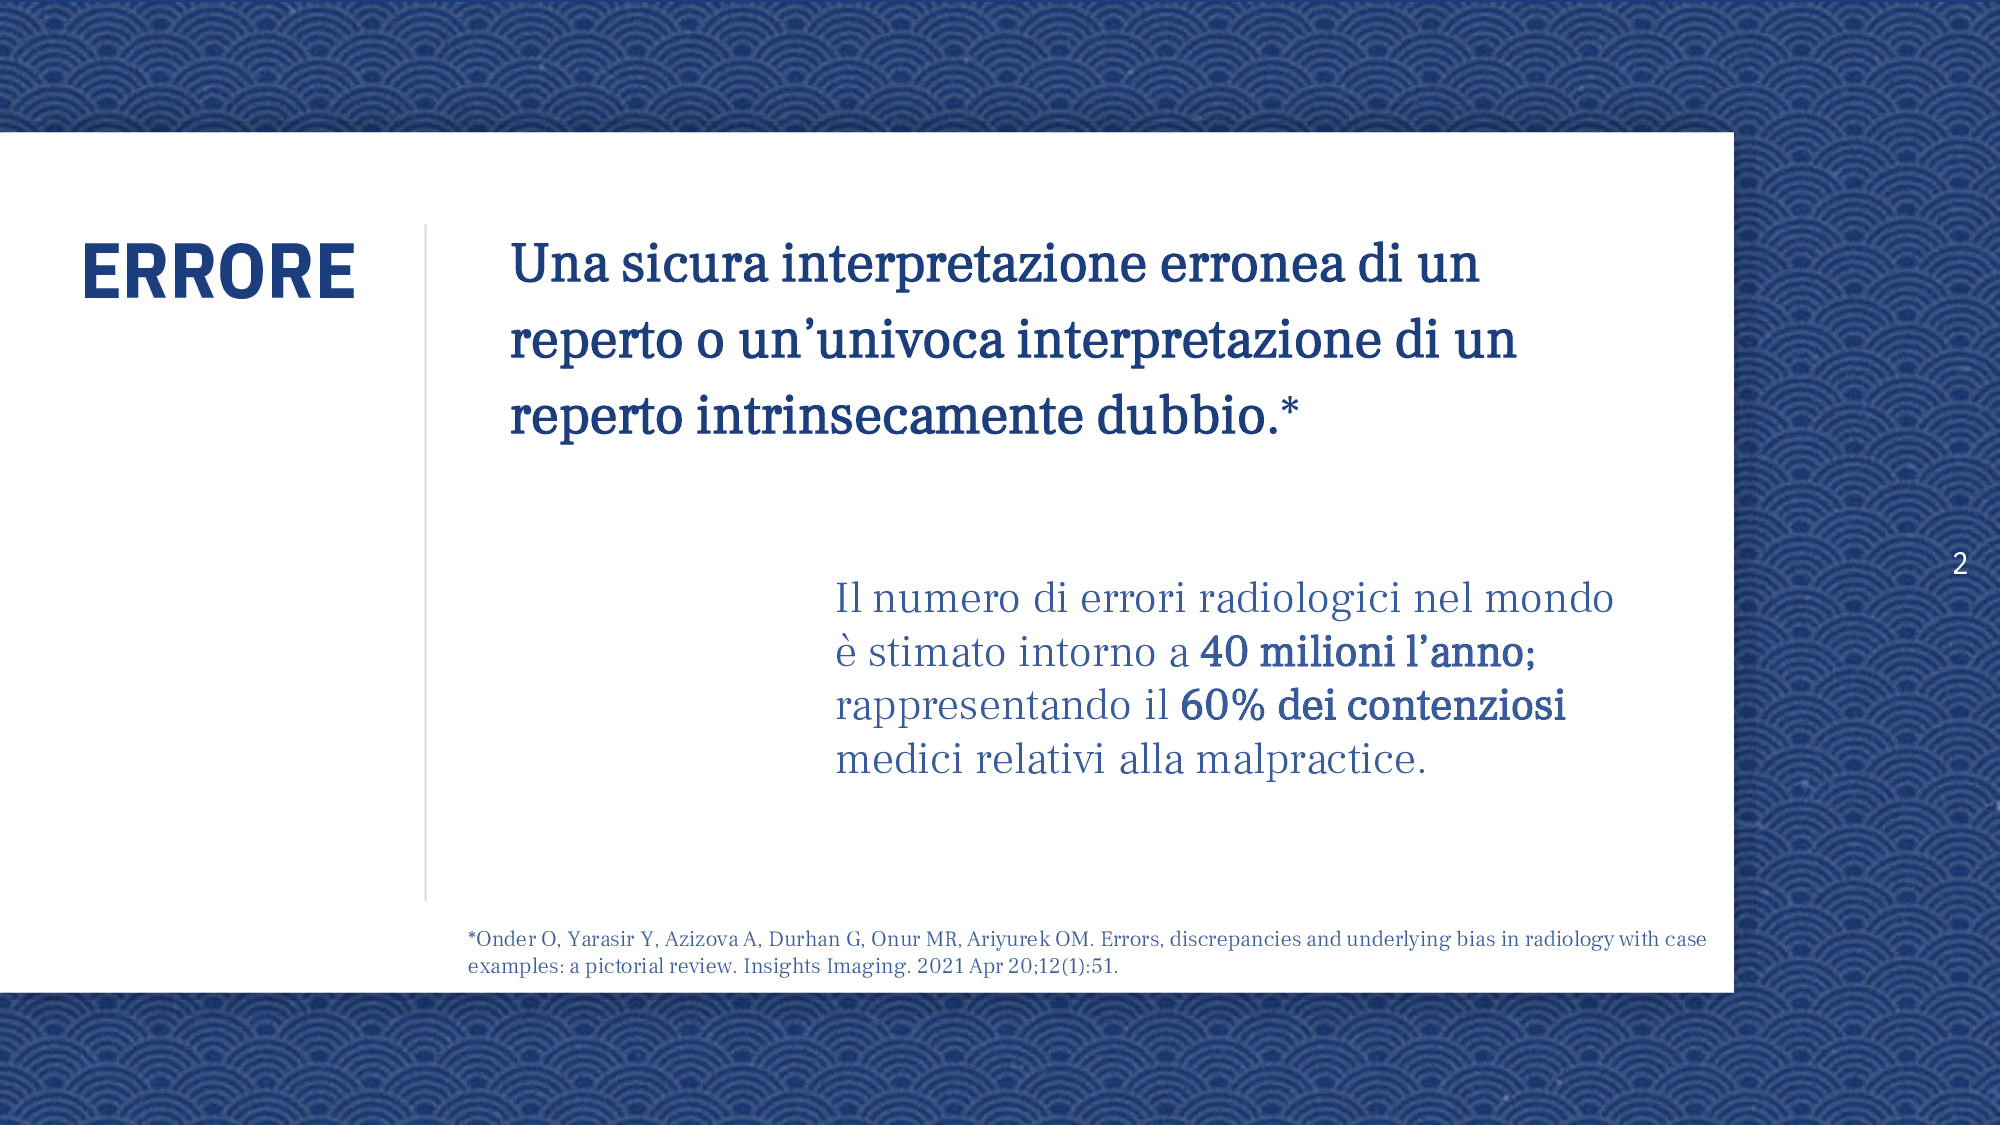 ERRORE
Una sicura interpretazione erronea di un
reperto o un’univoca interpretazione di un
reperto intrinsecamente dubbio.*
Il numero di errori radiologici nel mondo
è stimato intorno a 40 milioni l’anno;
rappresentando il 60% dei contenziosi
medici relativi alla malpractice.
2
*Onder O, Yarasir Y, Azizova A, Durhan G, Onur MR, Ariyurek OM. Errors, discrepancies and underlying bias in radiology with case
examples: a pictorial review. Insights Imaging. 2021 Apr 20;12(1):51.